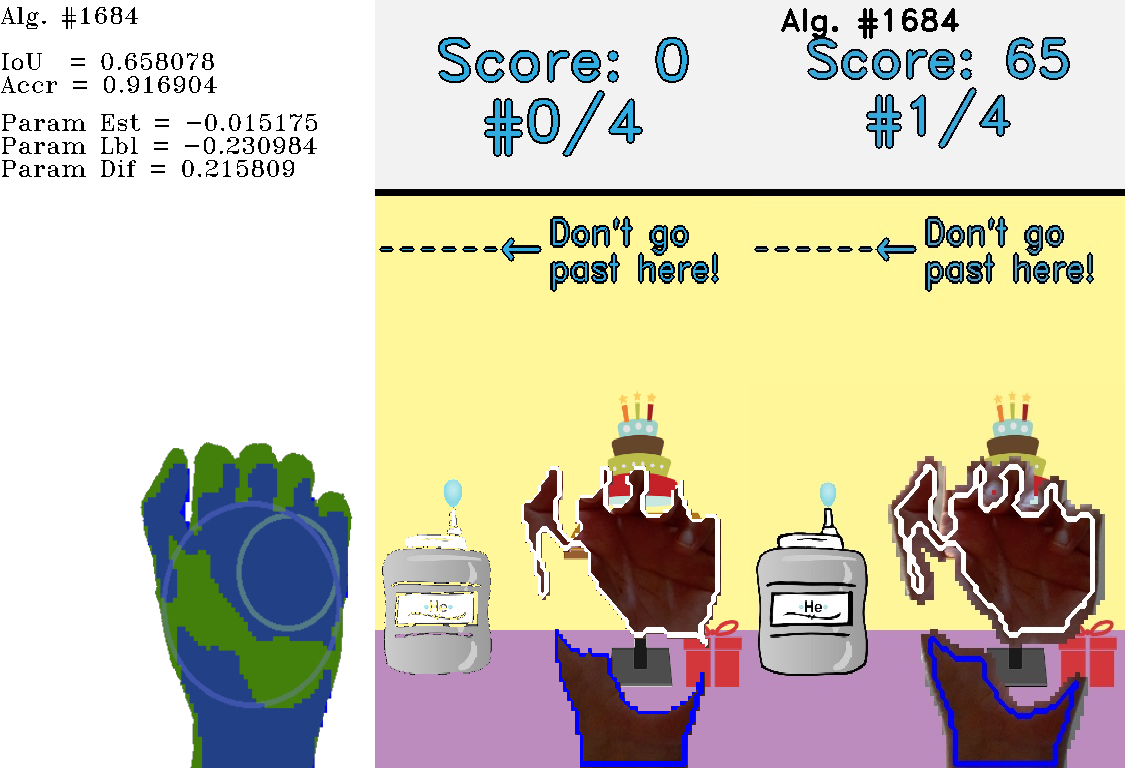 Alg. #1684
IoU = 0.658078
Accr = 0.916904
Param Est = −0.015175
Param Lbl = −0.230984
Param Dif = 0.215809
Score: 0
#0/4
Don't go
past here!
He
Alg. #1684
Score: 65
#1/4
Don't go
past here!
He